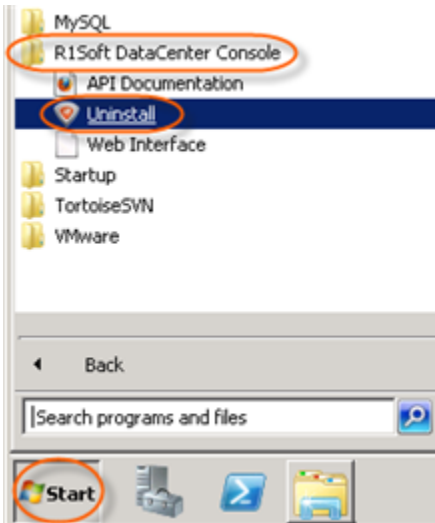 MySQL
R1Soft DataCenter Console
API Documentation
Uninstall
Web Interface
Startup
TortoiseSVN
VMware
Back
Search programs and files
Start